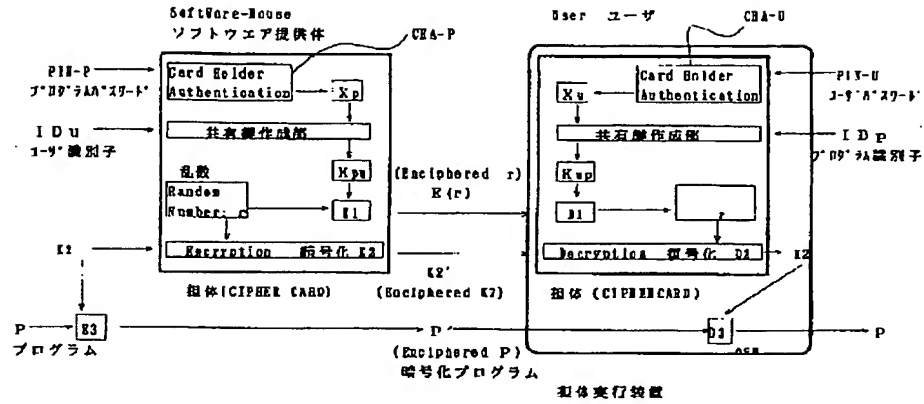 SoftWare-House
ソフトウエア提供体
CHA-P
User ユーザ
CHA-U
PIN-P
プログラムパスワード
Card Holder
Authentication
Xp
Xu
Card Holder
Authentication
PIN-U
ユーザパスワード
IDu
ユーザ識別子
共有鍵作成部
共有鍵作成部
IDp
プログラム識別子
Kpu
Kup
乱数
Random
Number: r
E1
(Enciphered r)
E(r)
D1
r
K2
Encryption 暗号化 E2
Decryption 復号化 D2
K2
担体(CIPHER CARD)
K2'
(Enciphered K2)
担体 (CIPHERCARD)
P
E3
P'
D3
P
プログラム
(Enciphered P)
暗号化プログラム
担体実行装置